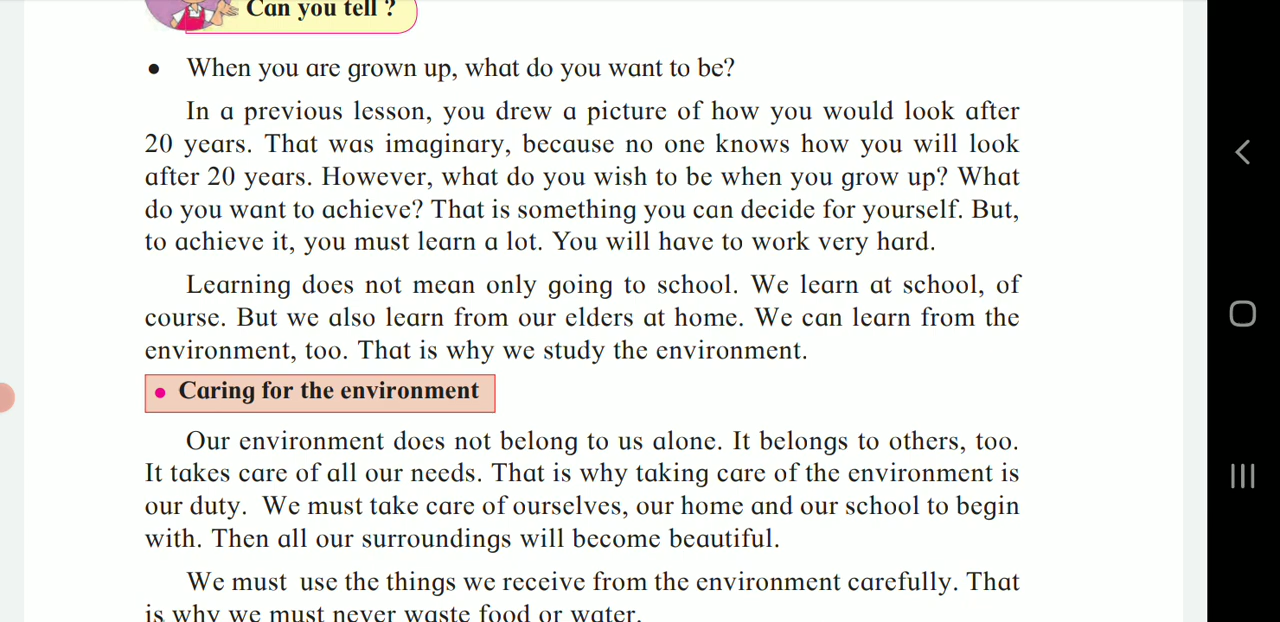 Can you tell ?
• When you are grown up, what do you want to be?
In a previous lesson, you drew a picture of how you would look after
20 years. That was imaginary, because no one knows how you will look
after 20 years. However, what do you wish to be when you grow up? What
do you want to achieve? That is something you can decide for yourself. But,
to achieve it, you must learn a lot. You will have to work very hard.
Learning does not mean only going to school. We learn at school, of
course. But we also learn from our elders at home. We can learn from the
environment, too. That is why we study the environment.
• Caring for the environment
Our environment does not belong to us alone. It belongs to others, too.
It takes care of all our needs. That is why taking care of the environment is
our duty. We must take care of ourselves, our home and our school to begin
with. Then all our surroundings will become beautiful.
We must use the things we receive from the environment carefully. That
is why we must never waste food or water.